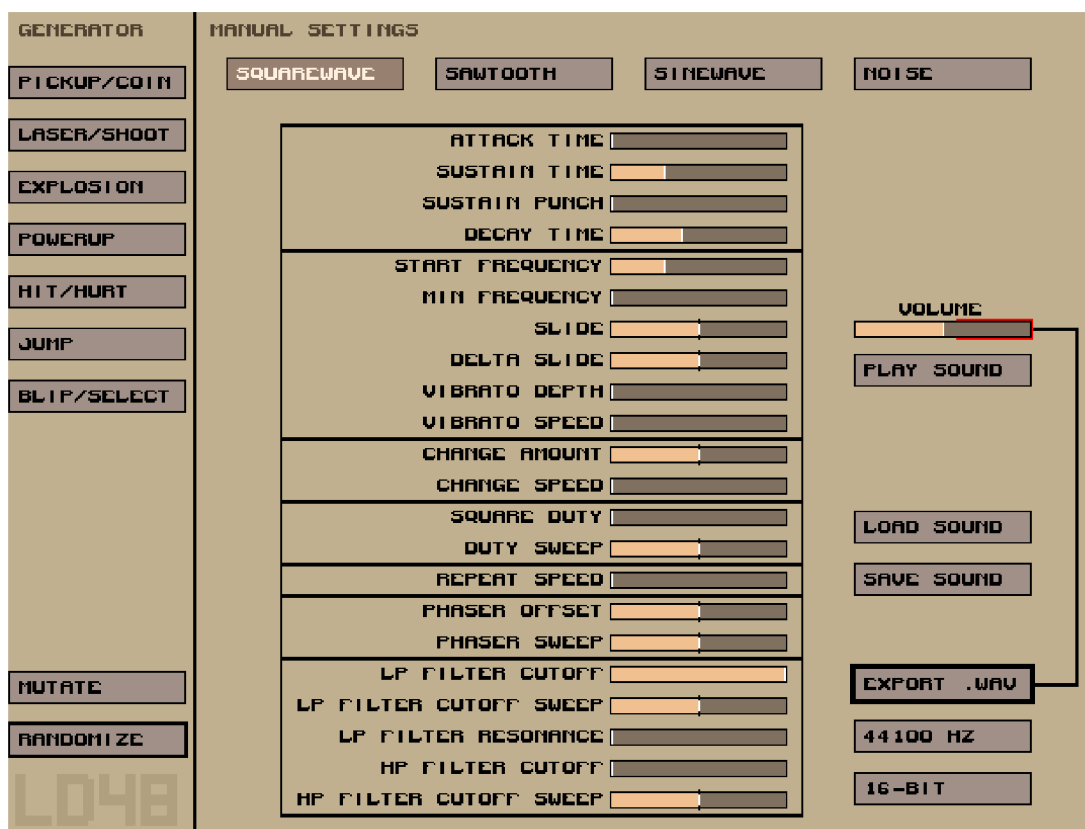 GENERATOR
PICKUP/COIN
LASER/SHOOT
EXPLOSION
POWERUP
HIT/HURT
JUMP
BLIP/SELECT
MUTATE
RANDOMIZE
LD48
MANUAL SETTINGS
SQUAREWAVE SAWTOOTH SINEWAVE NOISE
ATTACK TIME
SUSTAIN TIME
SUSTAIN PUNCH
DECAY TIME
START FREQUENCY
MIN FREQUENCY
SLIDE
DELTA SLIDE
VIBRATO DEPTH
VIBRATO SPEED
CHANGE AMOUNT
CHANGE SPEED
SQUARE DUTY
DUTY SWEEP
REPEAT SPEED
PHASER OFFSET
PHASER SWEEP
LP FILTER CUTOFF
LP FILTER CUTOFF SWEEP
LP FILTER RESONANCE
HP FILTER CUTOFF
HP FILTER CUTOFF SWEEP
VOLUME
PLAY SOUND
LOAD SOUND
SAVE SOUND
EXPORT .WAV
44100 HZ
16-BIT